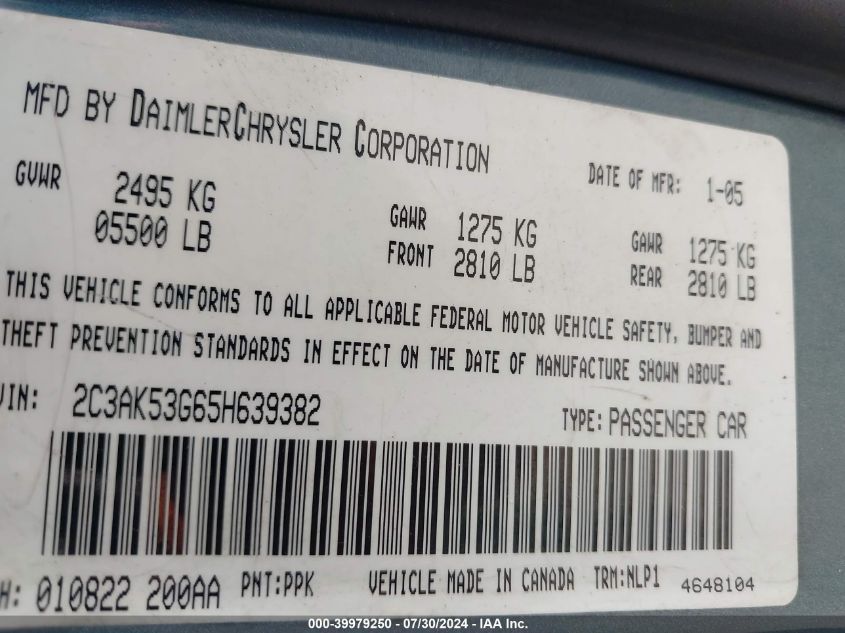 MFD BY DAIMLERCHRYSLER CORPORATION
DATE OF MFR: 1-05
GVWR 2495 KG
05500 LB
GAWR 1275 KG
FRONT 2810 LB
GAWR 1275 KG
REAR 2810 LB
THIS VEHICLE CONFORMS TO ALL APPLICABLE FEDERAL MOTOR VEHICLE SAFETY, BUMPER AND
THEFT PREVENTION STANDARDS IN EFFECT ON THE DATE OF MANUFACTURE SHOWN ABOVE.
VIN: 2C3AK53G65H639382
TYPE: PASSENGER CAR
H: 010822 200AA PNT:PPK VEHICLE MADE IN CANADA TRM:NLP1 4648104
000-39979250 - 07/30/2024 - IAA Inc.